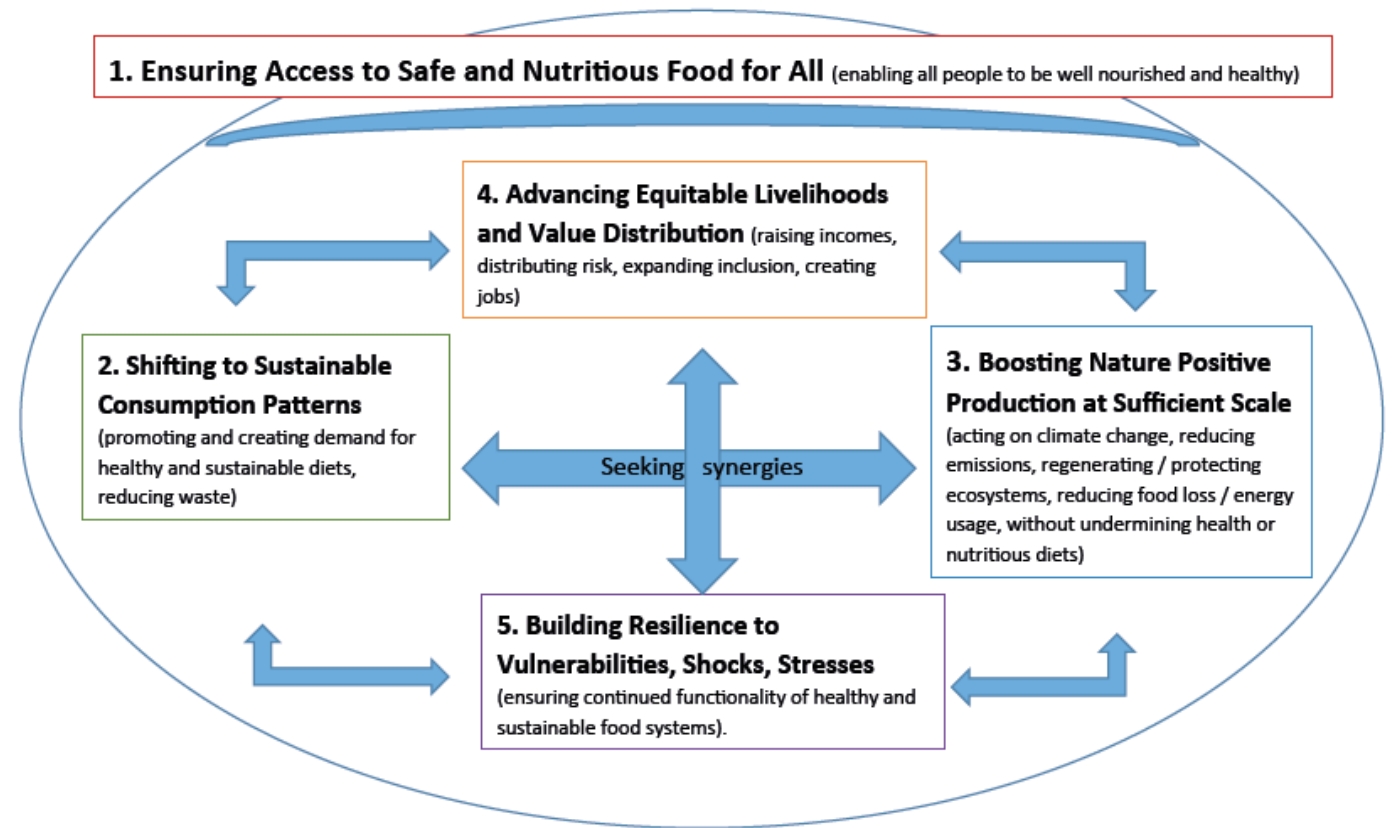 1. Ensuring Access to Safe and Nutritious Food for All (enabling all people to be well nourished and healthy)
4. Advancing Equitable Livelihoods
and Value Distribution (raising incomes,
distributing risk, expanding inclusion, creating
jobs)
2. Shifting to Sustainable
Consumption Patterns
(promoting and creating demand for
healthy and sustainable diets,
reducing waste)
Seeking synergies
3. Boosting Nature Positive
Production at Sufficient Scale
(acting on climate change, reducing
emissions, regenerating / protecting
ecosystems, reducing food loss / energy
usage, without undermining health or
nutritious diets)
5. Building Resilience to
Vulnerabilities, Shocks, Stresses
(ensuring continued functionality of healthy and
sustainable food systems).